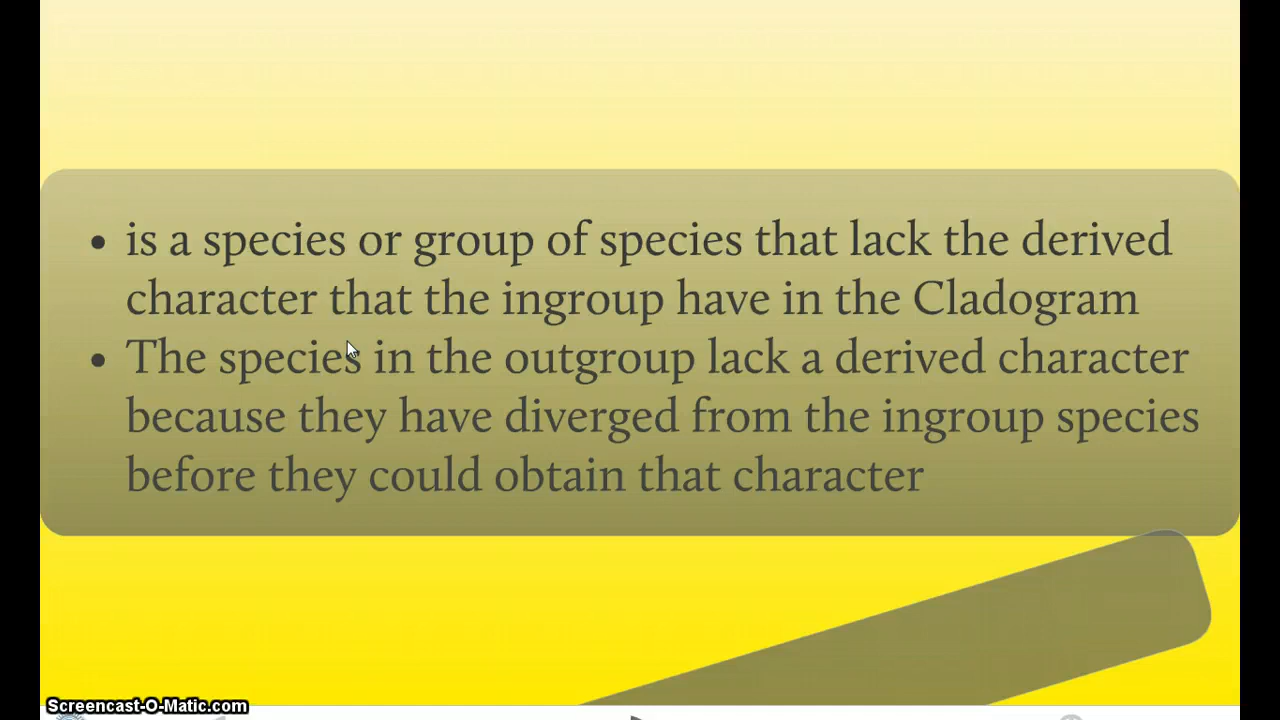 • is a species or group of species that lack the derived
character that the ingroup have in the Cladogram
• The species in the outgroup lack a derived character
because they have diverged from the ingroup species
before they could obtain that character
Screencast-O-Matic.com